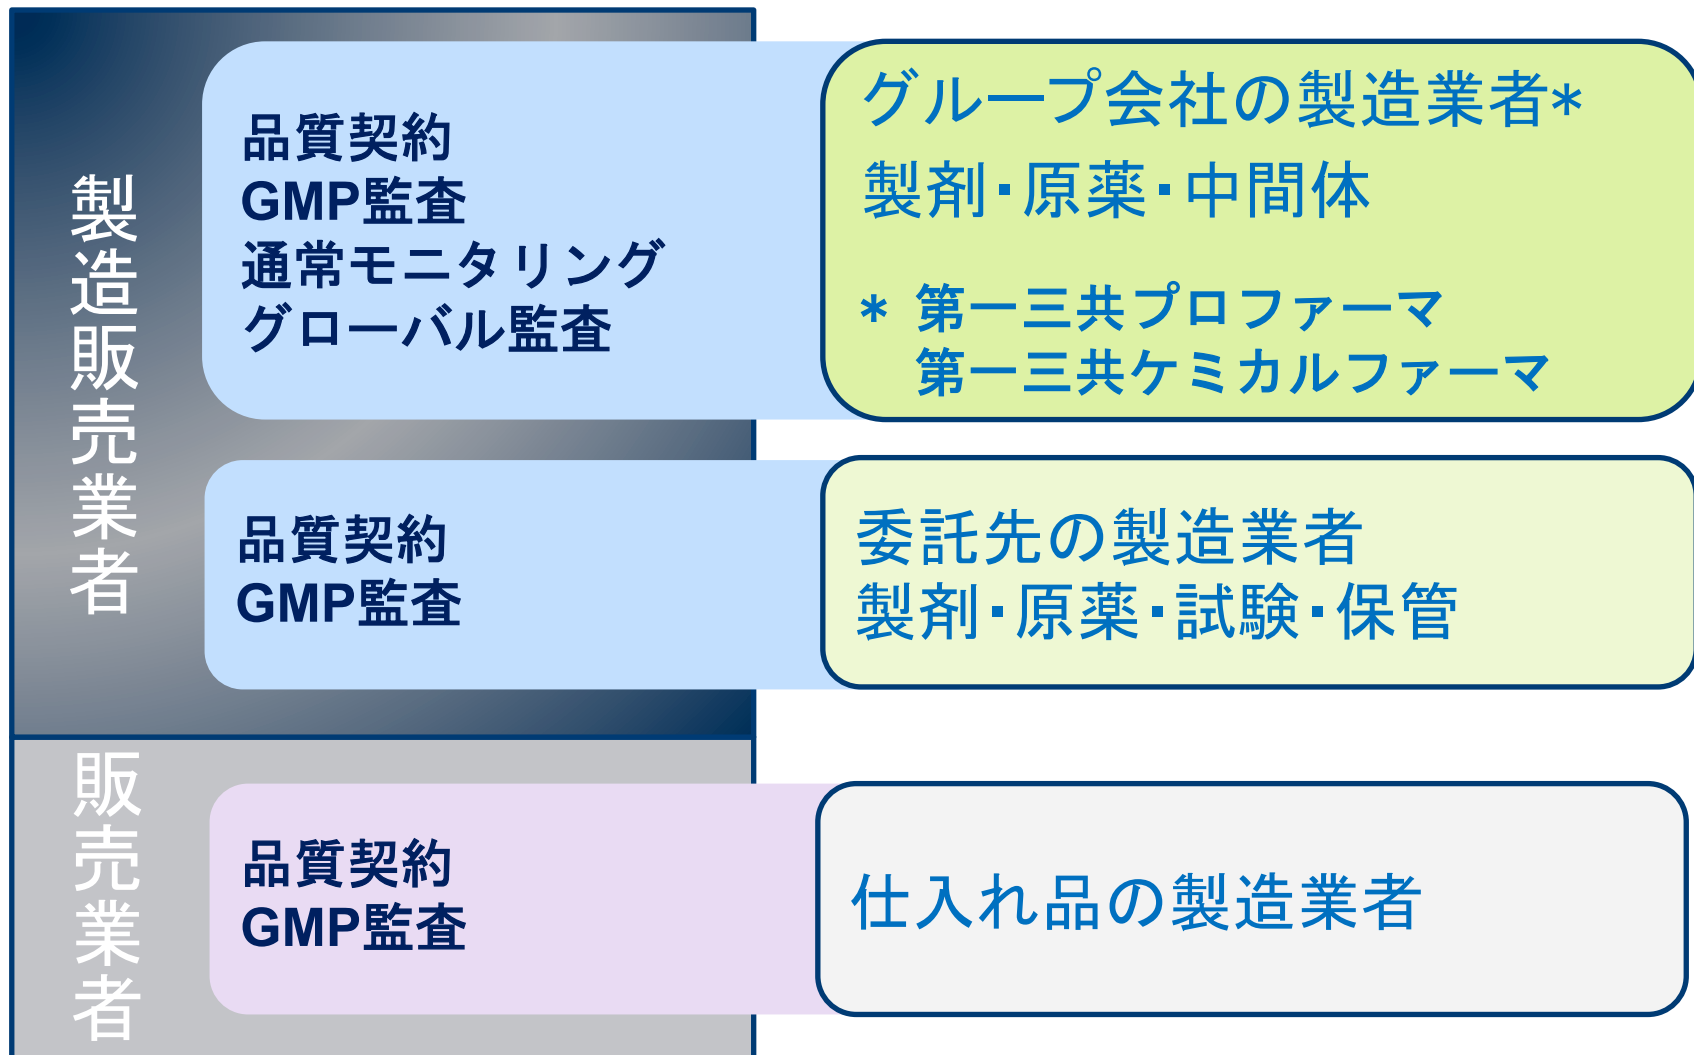 製造販売業者
品質契約
GMP監査
通常モニタリング
グローバル監査
グループ会社の製造業者*
製剤・原薬・中間体
* 第一三共プロファーマ
第一三共ケミカルファーマ
品質契約
GMP監査
委託先の製造業者
製剤・原薬・試験・保管
販売業者
品質契約
GMP監査
仕入れ品の製造業者